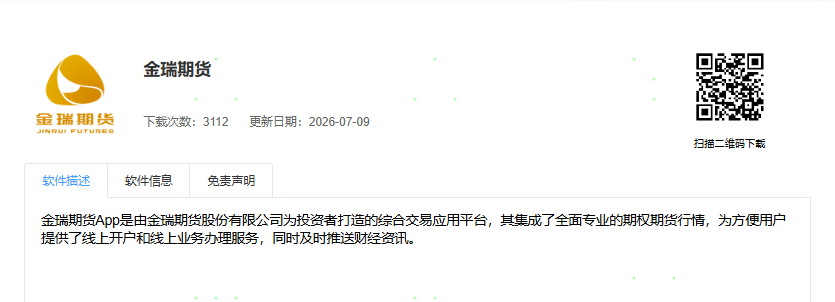 金瑞期货
金瑞期货
JINRUI FUTURES
下载次数：3112 更新日期：2026-07-09
扫描二维码下载
软件描述 软件信息 免责声明
金瑞期货App是由金瑞期货股份有限公司为投资者打造的综合交易应用平台，其集成了全面专业的期权期货行情，为方便用户
提供了线上开户和线上业务办理服务，同时及时推送财经资讯。